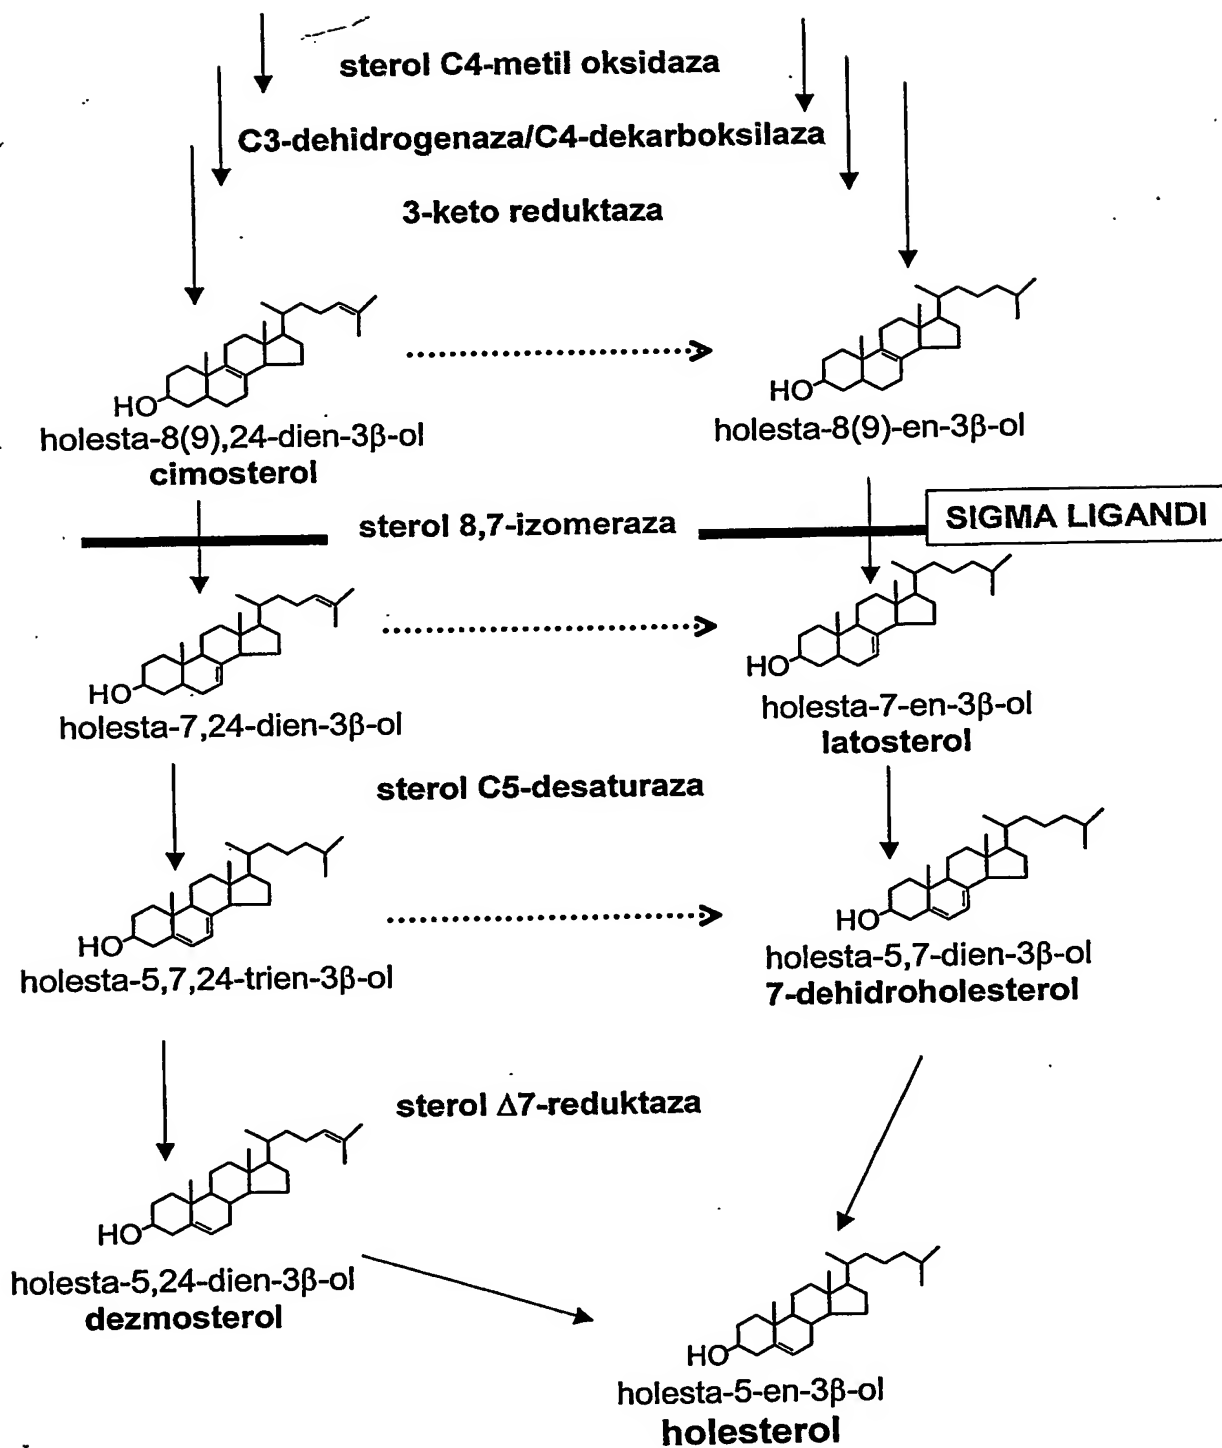 sterol C4-metil oksidaza
C3-dehidrogenaza/C4-dekarboksilaza
3-keto reduktaza
HO
holesta-8(9),24-dien-3β-ol
cimosterol
HO
holesta-8(9)-en-3β-ol
sterol 8,7-izomeraza
SIGMA LIGANDI
HO
holesta-7,24-dien-3β-ol
HO
holesta-7-en-3β-ol
latosterol
sterol C5-desaturaza
HO
holesta-5,7,24-trien-3β-ol
HO
holesta-5,7-dien-3β-ol
7-dehidroholesterol
sterol Δ7-reduktaza
HO
holesta-5,24-dien-3β-ol
dezmosterol
HO
holesta-5-en-3β-ol
holesterol